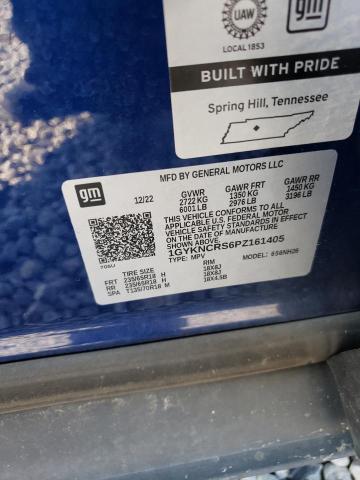 UAW
gm
LOCAL 1853
BUILT WITH PRIDE
Spring Hill, Tennessee
MFD BY GENERAL MOTORS LLC
gm
12/22
GVWR GAWR FRT GAWR RR
2722 KG 1350 KG 1450 KG
6001 LB 2976 LB 3196 LB
THIS VEHICLE CONFORMS TO ALL APPLICABLE U.S. FEDERAL MOTOR VEHICLE SAFETY STANDARDS IN EFFECT ON THE DATE OF MANUFACTURE SHOWN ABOVE.
1GYKNCRS6PZ161405
TYPE: MPV MODEL: 6S6NH26
TIRE SIZE RIM
FRT 235/65R18 H 18X8J
RR 235/65R18 H 18X8J
SPA T135/70R18 M 18X4.5B